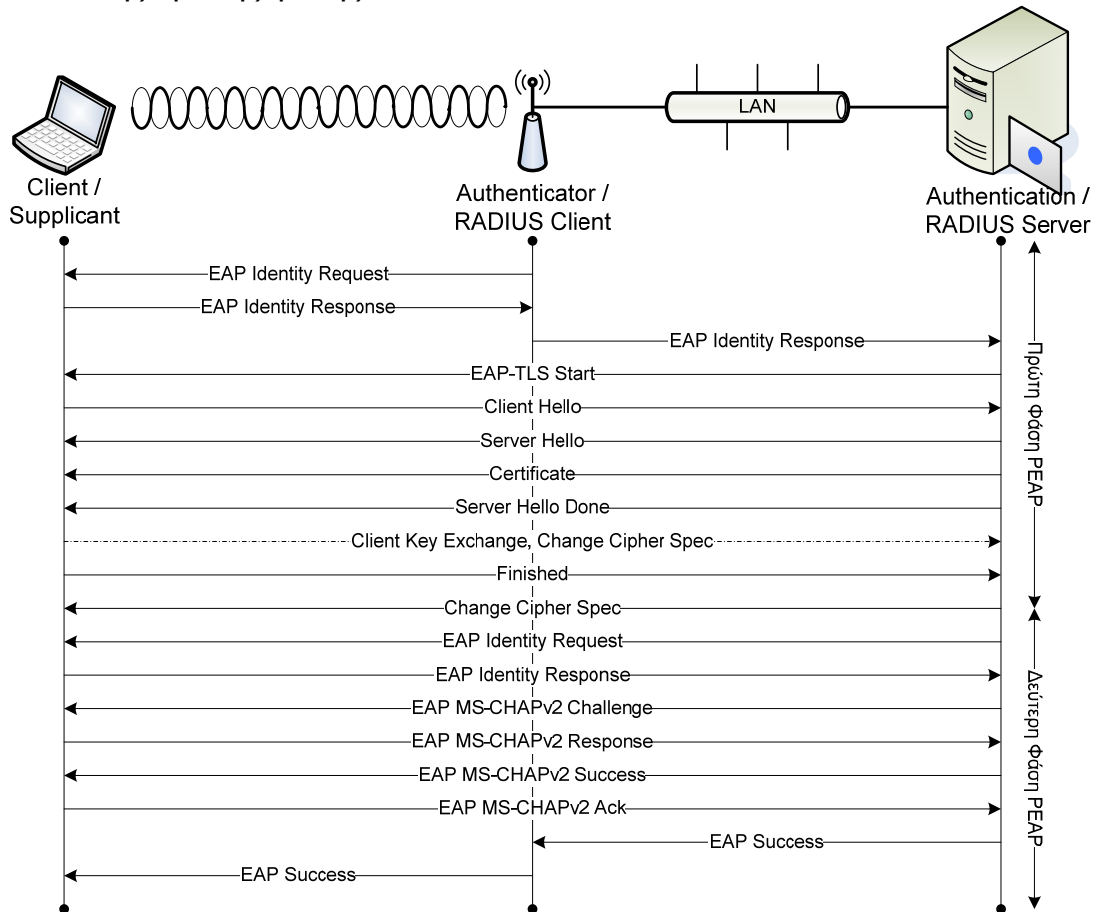 LAN
Client /
Supplicant
Authenticator /
RADIUS Client
Authentication /
RADIUS Server
EAP Identity Request
EAP Identity Response
EAP Identity Response
EAP-TLS Start
Client Hello
Server Hello
Certificate
Server Hello Done
Client Key Exchange, Change Cipher Spec
Finished
Change Cipher Spec
Πρώτη Φάση PEAP
EAP Identity Request
EAP Identity Response
EAP MS-CHAPv2 Challenge
EAP MS-CHAPv2 Response
EAP MS-CHAPv2 Success
EAP MS-CHAPv2 Ack
EAP Success
EAP Success
Δεύτερη Φάση PEAP